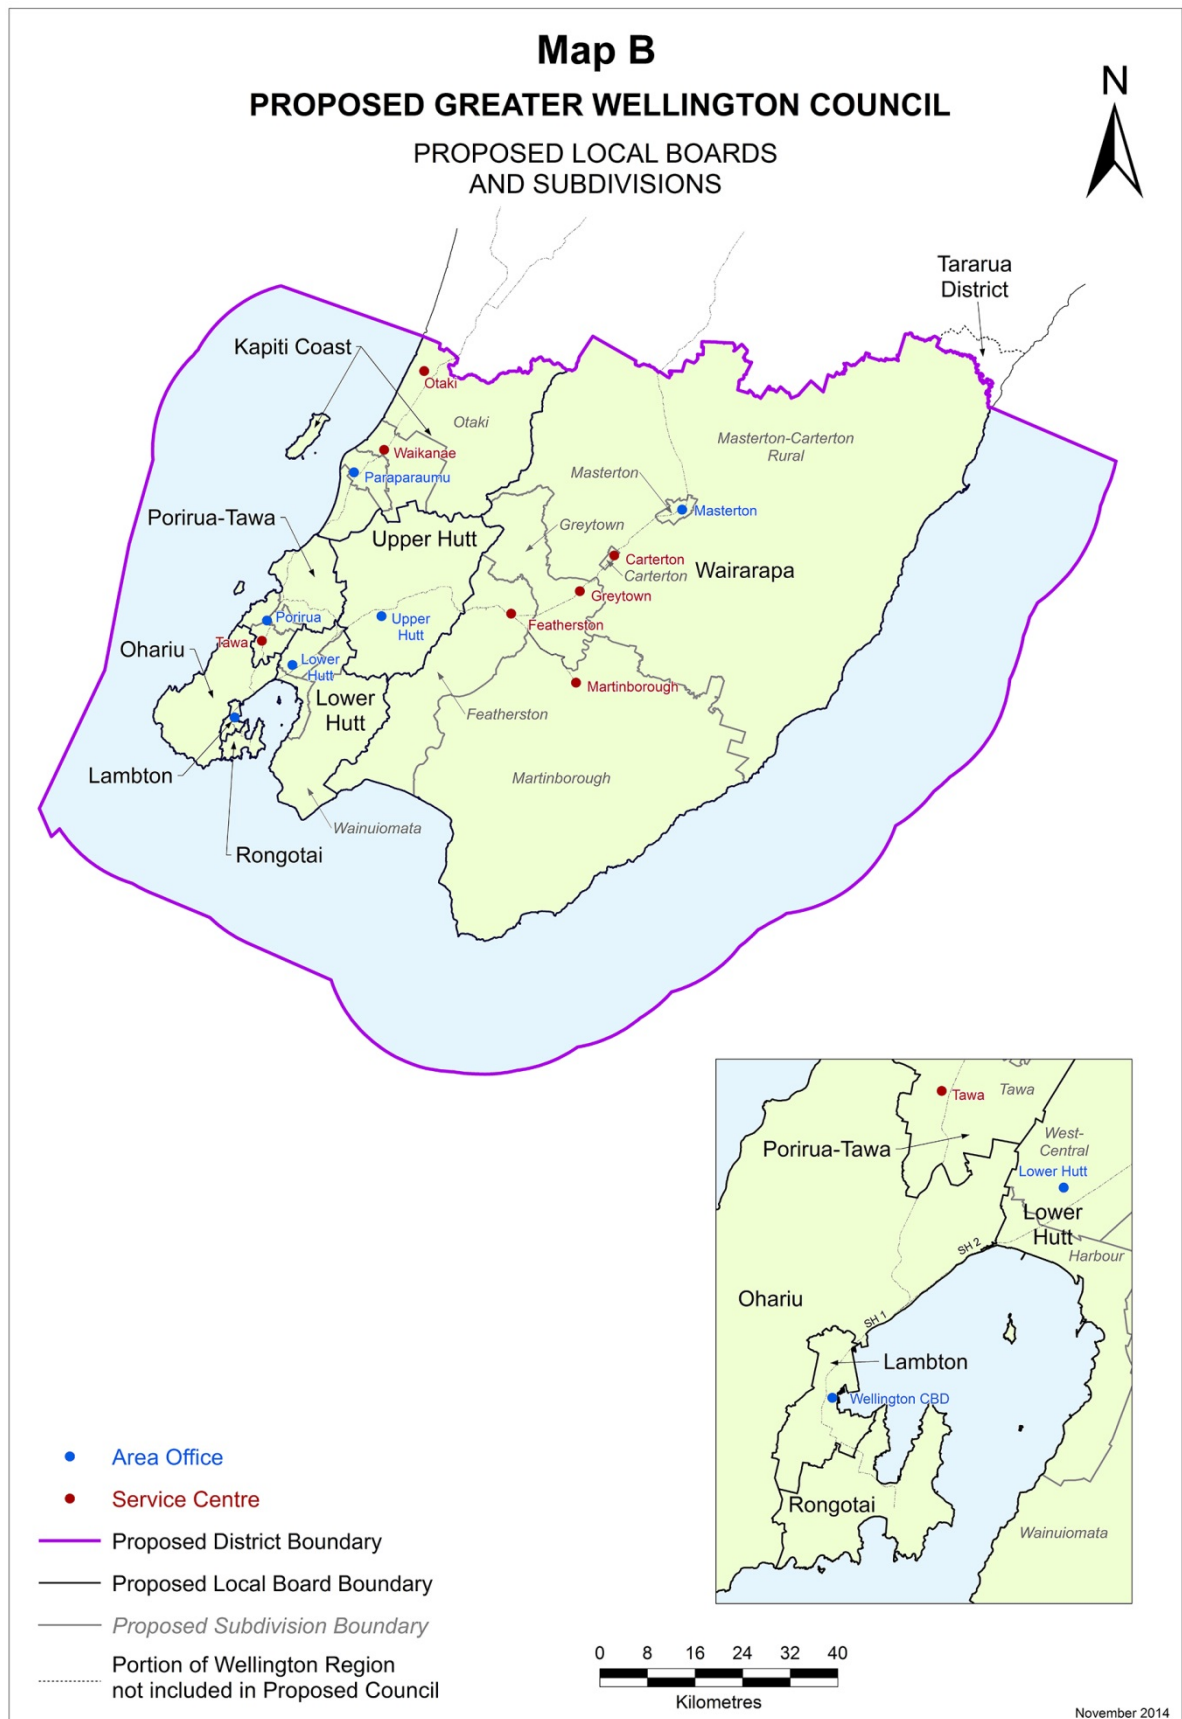 Map B
PROPOSED GREATER WELLINGTON COUNCIL
PROPOSED LOCAL BOARDS
AND SUBDIVISIONS
N
Tararua
District
Kapiti Coast
Otaki
Otaki
Masterton-Carterton
Rural
Waikanae
Paraparaumu
Masterton
Masterton
Porirua-Tawa
Upper Hutt
Greytown
Carterton
Carterton
Wairarapa
Greytown
Porirua
Upper
Hutt
Featherston
Tawa
Ohariu
Lower
Hutt
Lower
Hutt
Martinborough
Featherston
Lambton
Martinborough
Wainuiomata
Rongotai
Tawa
Tawa
West-
Central
Porirua-Tawa
Lower Hutt
Lower
Hutt
SH 2
Harbour
Ohariu
SH 1
Lambton
Wellington CBD
Rongotai
Wainuiomata
Area Office
Service Centre
Proposed District Boundary
Proposed Local Board Boundary
Proposed Subdivision Boundary
Portion of Wellington Region
not included in Proposed Council
0 8 16 24 32 40
Kilometres
November 2014